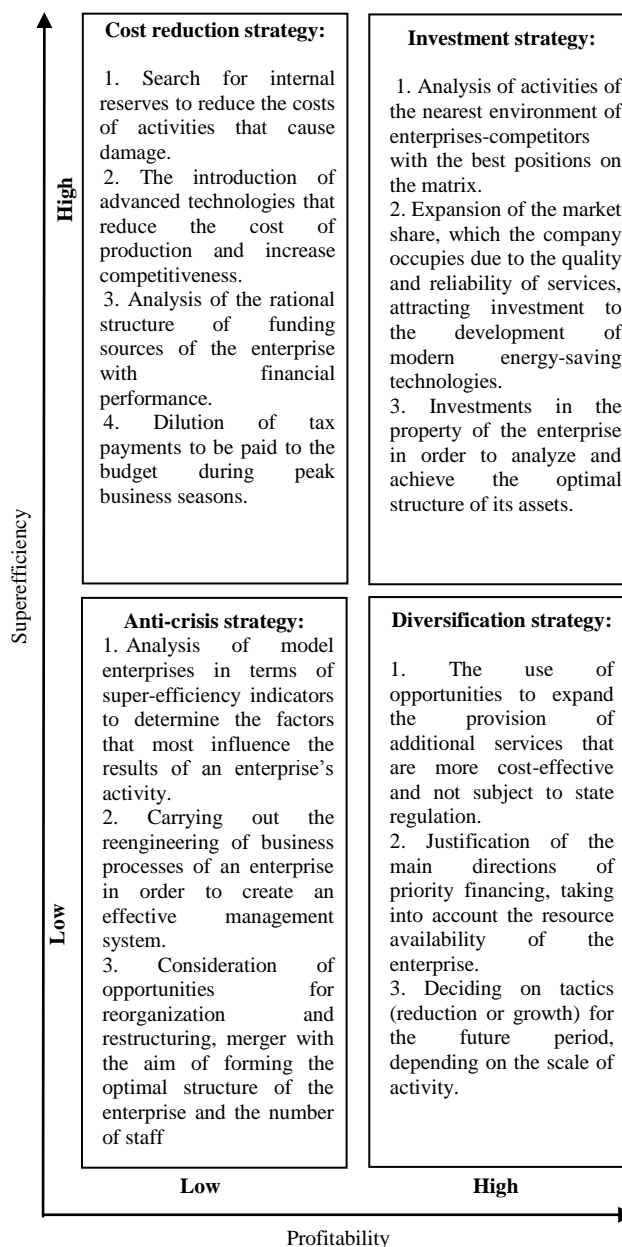 Cost reduction strategy:
1. Search for internal
reserves to reduce the costs
of activities that cause
damage.
2. The introduction of
advanced technologies that
reduce the cost of
production and increase
competitiveness.
3. Analysis of the rational
structure of funding
sources of the enterprise
with financial
performance.
4. Dilution of tax
payments to be paid to the
budget during peak
business seasons.
Investment strategy:
1. Analysis of activities of
the nearest environment of
enterprises-competitors
with the best positions on
the matrix.
2. Expansion of the market
share, which the company
occupies due to the quality
and reliability of services,
attracting investment to
the development of
modern energy-saving
technologies.
3. Investments in the
property of the enterprise
in order to analyze and
achieve the optimal
structure of its assets.
High
Superefficiency
Low
Anti-crisis strategy:
1. Analysis of model
enterprises in terms of
super-efficiency indicators
to determine the factors
that most influence the
results of an enterprise’s
activity.
2. Carrying out the
reengineering of business
processes of an enterprise
in order to create an
effective management
system.
3. Consideration of
opportunities for
reorganization and
restructuring, merger with
the aim of forming the
optimal structure of the
enterprise and the number
of staff
Diversification strategy:
1. The use of
opportunities to expand
the provision of
additional services that
are more cost-effective
and not subject to state
regulation.
2. Justification of the
main directions of
priority financing, taking
into account the resource
availability of the
enterprise.
3. Deciding on tactics
(reduction or growth) for
the future period,
depending on the scale of
activity.
Low
High
Profitability